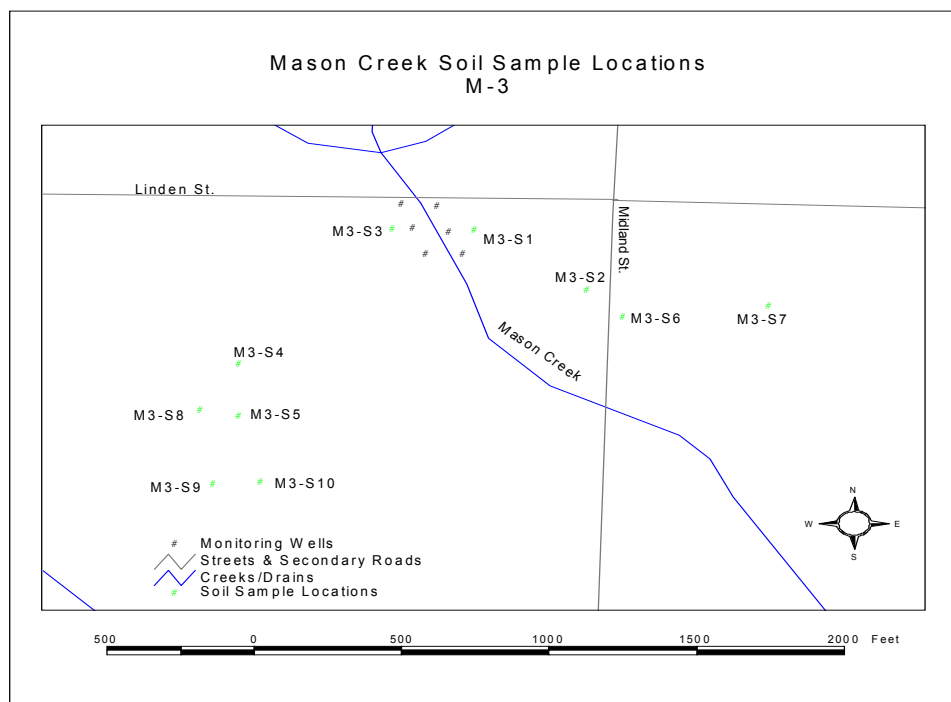 Mason Creek Soil Sample Locations
M-3
Linden St.
Midland St.
M3-S3
M3-S1
M3-S2
M3-S6
M3-S7
Mason Creek
M3-S4
M3-S8
M3-S5
M3-S9
M3-S10
N
W
E
S
# Monitoring Wells
Streets & Secondary Roads
Creeks/Drains
# Soil Sample Locations
500 0 500 1000 1500 2000 Feet